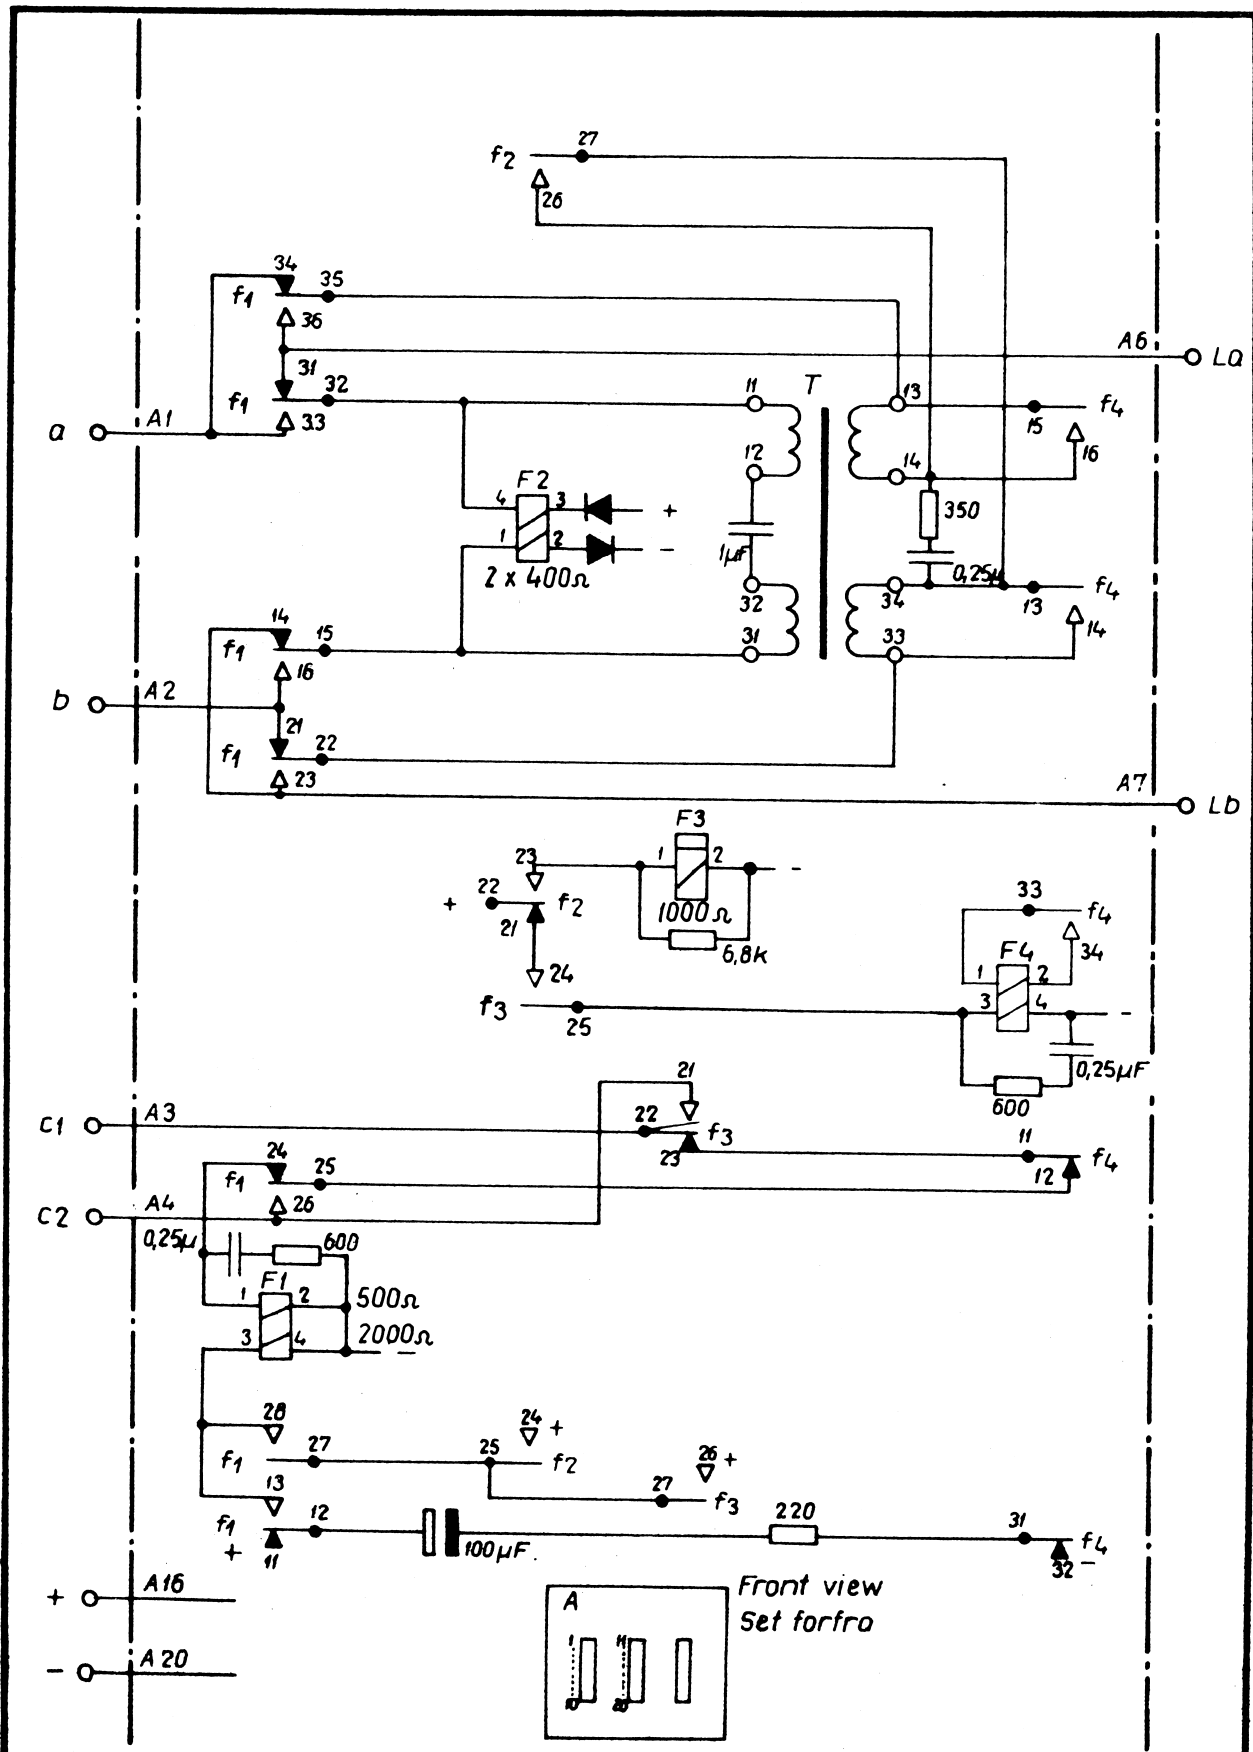 f2 27
26
34 35
f1
36
A6 La
31 32
f1 33
a A1
11 T 13
f4
15 16
12 14
F2
4 3 +
1 2 -
2 x 400Ω
1µF
350
0,25µ
32 34
13 f4
14
31 33
14 15
f1
16
b A2
21 22
f1
23
A7 Lb
F3
23 1 2 -
+ 22 f2
21
1000Ω
6,8k
24
f3 25
33 f4
34
F4
1 2
3 4 -
0,25µF
600
21
C1 A3 22 f3
23
11 f4
12
24 25
f1
26
C2 A4
0,25µ 600
F1
1 2 500Ω
3 4 2000Ω
-
28 27
f1
25 24 +
f2
26 +
27 f3
13 12
f1
+ 11
100µF
220
31 f4
32 -
+ A16
- A20
Front view
Set forfra
A
1 11
10 20